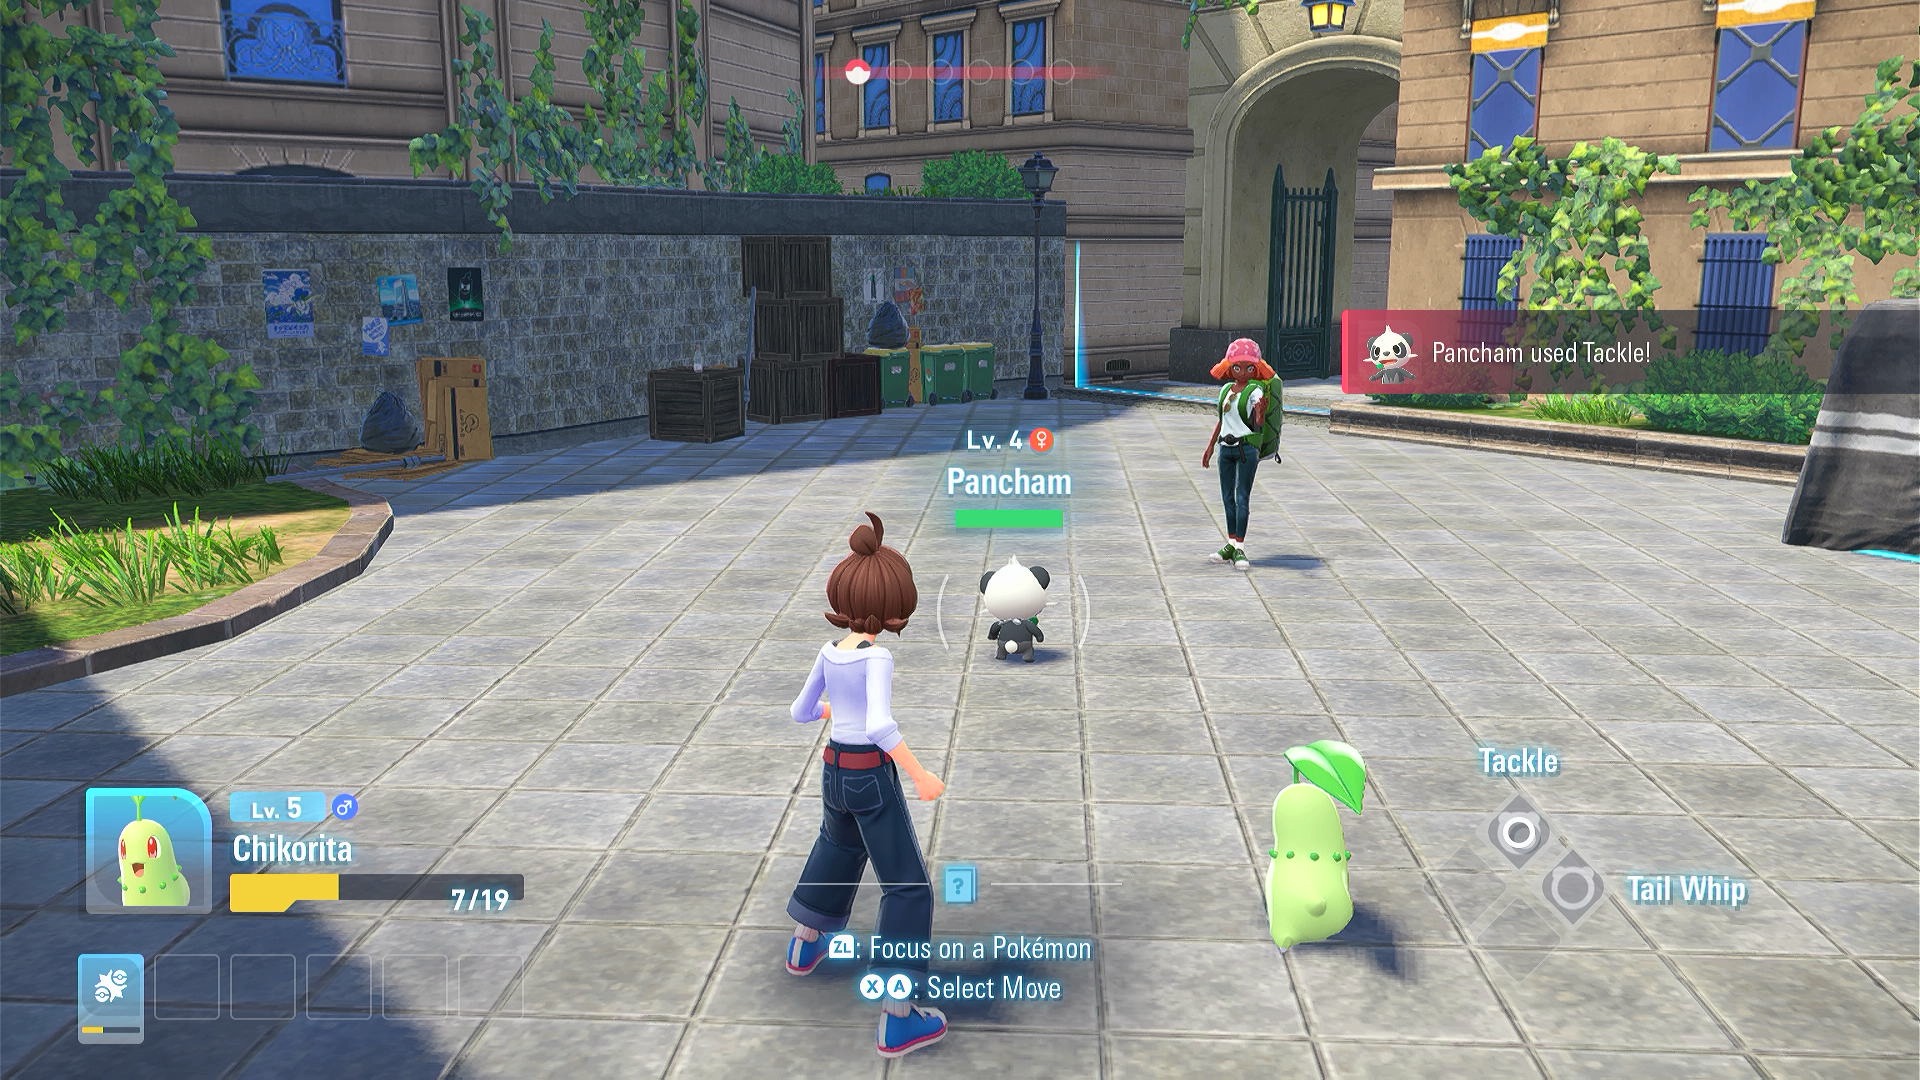 Pancham used Tackle!
Lv. 4
Pancham
Tackle
Lv. 5
Chikorita
7/19
Tail Whip
?
ZL: Focus on a Pokémon
X A: Select Move